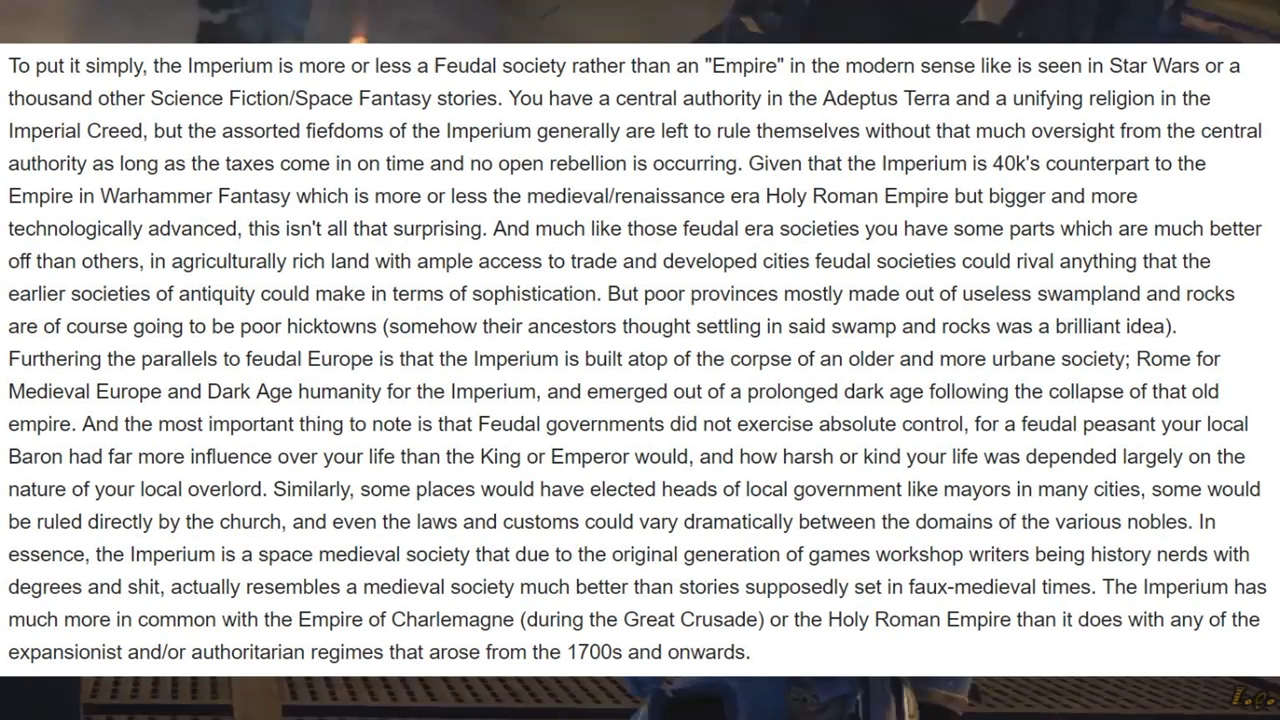 To put it simply, the Imperium is more or less a Feudal society rather than an "Empire" in the modern sense like is seen in Star Wars or a
thousand other Science Fiction/Space Fantasy stories. You have a central authority in the Adeptus Terra and a unifying religion in the
Imperial Creed, but the assorted fiefdoms of the Imperium generally are left to rule themselves without that much oversight from the central
authority as long as the taxes come in on time and no open rebellion is occurring. Given that the Imperium is 40k's counterpart to the
Empire in Warhammer Fantasy which is more or less the medieval/renaissance era Holy Roman Empire but bigger and more
technologically advanced, this isn't all that surprising. And much like those feudal era societies you have some parts which are much better
off than others, in agriculturally rich land with ample access to trade and developed cities feudal societies could rival anything that the
earlier societies of antiquity could make in terms of sophistication. But poor provinces mostly made out of useless swampland and rocks
are of course going to be poor hicktowns (somehow their ancestors thought settling in said swamp and rocks was a brilliant idea).
Furthering the parallels to feudal Europe is that the Imperium is built atop of the corpse of an older and more urbane society; Rome for
Medieval Europe and Dark Age humanity for the Imperium, and emerged out of a prolonged dark age following the collapse of that old
empire. And the most important thing to note is that Feudal governments did not exercise absolute control, for a feudal peasant your local
Baron had far more influence over your life than the King or Emperor would, and how harsh or kind your life was depended largely on the
nature of your local overlord. Similarly, some places would have elected heads of local government like mayors in many cities, some would
be ruled directly by the church, and even the laws and customs could vary dramatically between the domains of the various nobles. In
essence, the Imperium is a space medieval society that due to the original generation of games workshop writers being history nerds with
degrees and shit, actually resembles a medieval society much better than stories supposedly set in faux-medieval times. The Imperium has
much more in common with the Empire of Charlemagne (during the Great Crusade) or the Holy Roman Empire than it does with any of the
expansionist and/or authoritarian regimes that arose from the 1700s and onwards.